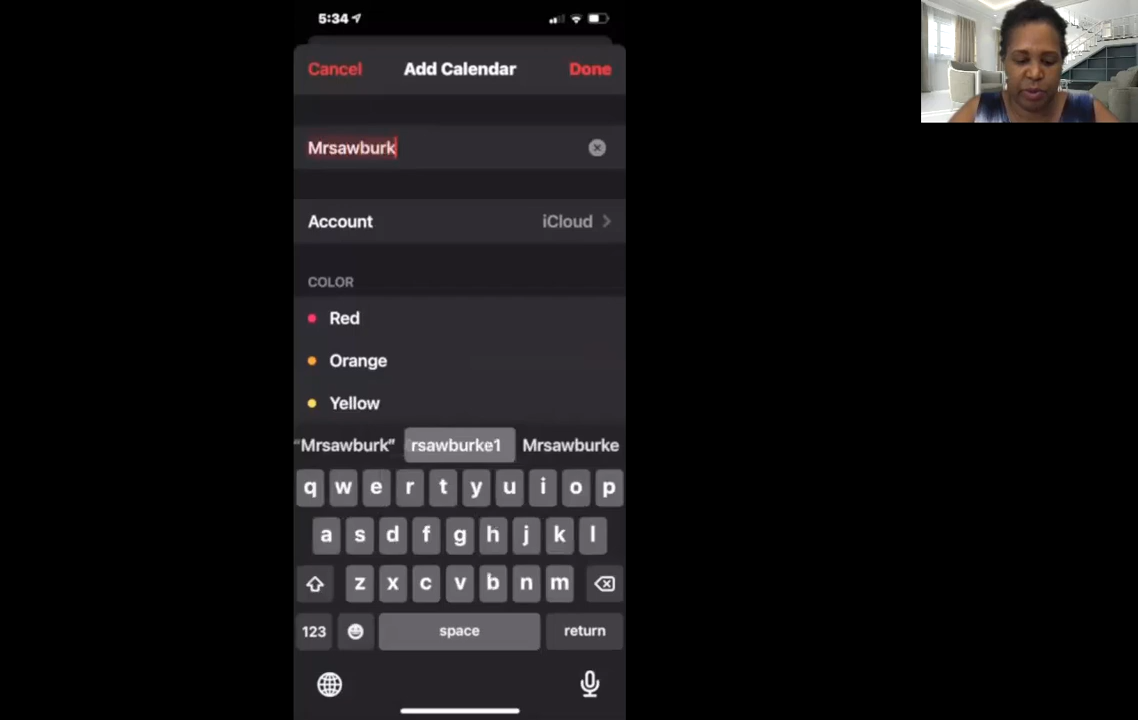 5:34
Cancel Add Calendar Done
Mrsawburk
Account iCloud
COLOR
Red
Orange
Yellow
“Mrsawburk” rsawburke1 Mrsawburke
q w e r t y u i o p
a s d f g h j k l
z x c v b n m
123 space return